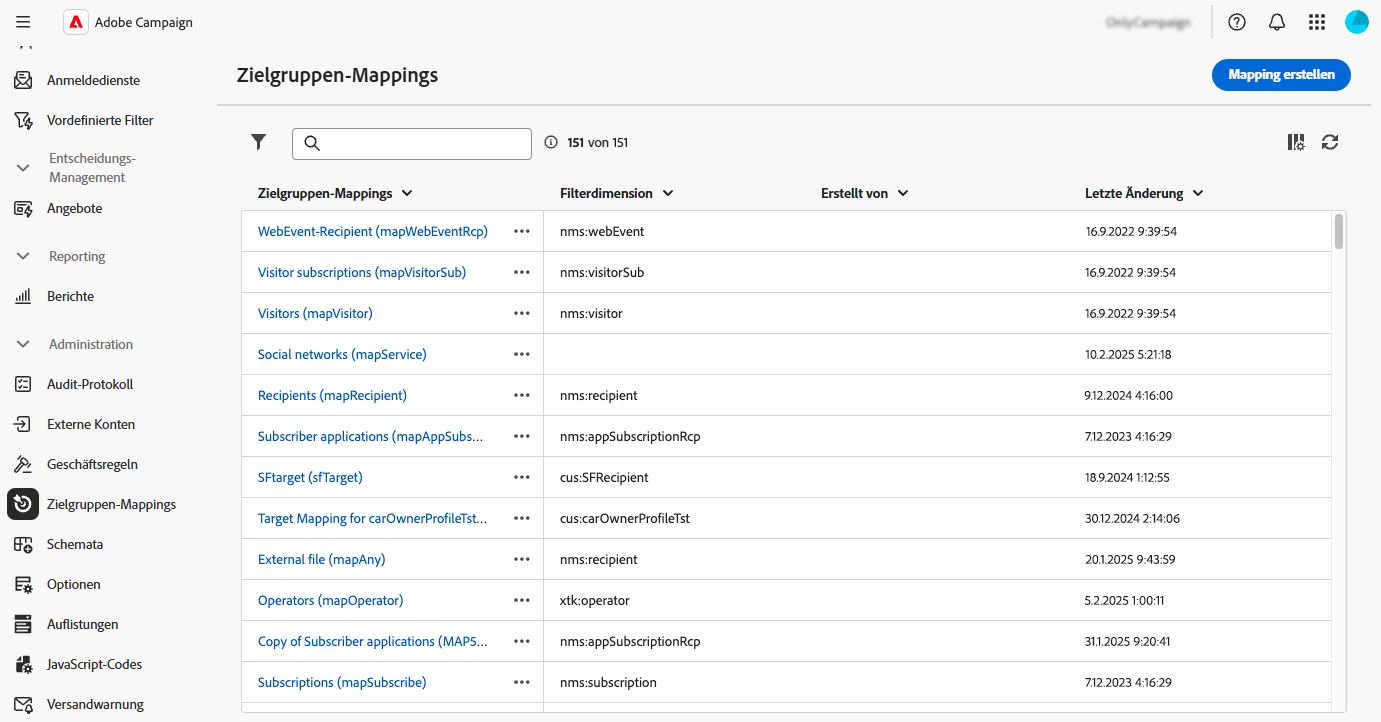 Adobe Campaign
OnlyCampaign
Anmeldedienste
Vordefinierte Filter
Entscheidungs-
Management
Angebote
Reporting
Berichte
Administration
Audit-Protokoll
Externe Konten
Geschäftsregeln
Zielgruppen-Mappings
Schemata
Optionen
Auflistungen
JavaScript-Codes
Versandwarnung
Zielgruppen-Mappings
Mapping erstellen
151 von 151
Zielgruppen-Mappings Filterdimension Erstellt von Letzte Änderung
WebEvent-Recipient (mapWebEventRcp) ••• nms:webEvent 16.9.2022 9:39:54
Visitor subscriptions (mapVisitorSub) ••• nms:visitorSub 16.9.2022 9:39:54
Visitors (mapVisitor) ••• nms:visitor 16.9.2022 9:39:54
Social networks (mapService) ••• 10.2.2025 5:21:18
Recipients (mapRecipient) ••• nms:recipient 9.12.2024 4:16:00
Subscriber applications (mapAppSubs... ••• nms:appSubscriptionRcp 7.12.2023 4:16:29
SFtarget (sfTarget) ••• cus:SFRecipient 18.9.2024 1:12:55
Target Mapping for carOwnerProfileTst... ••• cus:carOwnerProfileTst 30.12.2024 2:14:06
External file (mapAny) ••• nms:recipient 20.1.2025 9:43:59
Operators (mapOperator) ••• xtk:operator 5.2.2025 1:00:11
Copy of Subscriber applications (MAPS... ••• nms:appSubscriptionRcp 31.1.2025 9:20:41
Subscriptions (mapSubscribe) ••• nms:subscription 7.12.2023 4:16:29